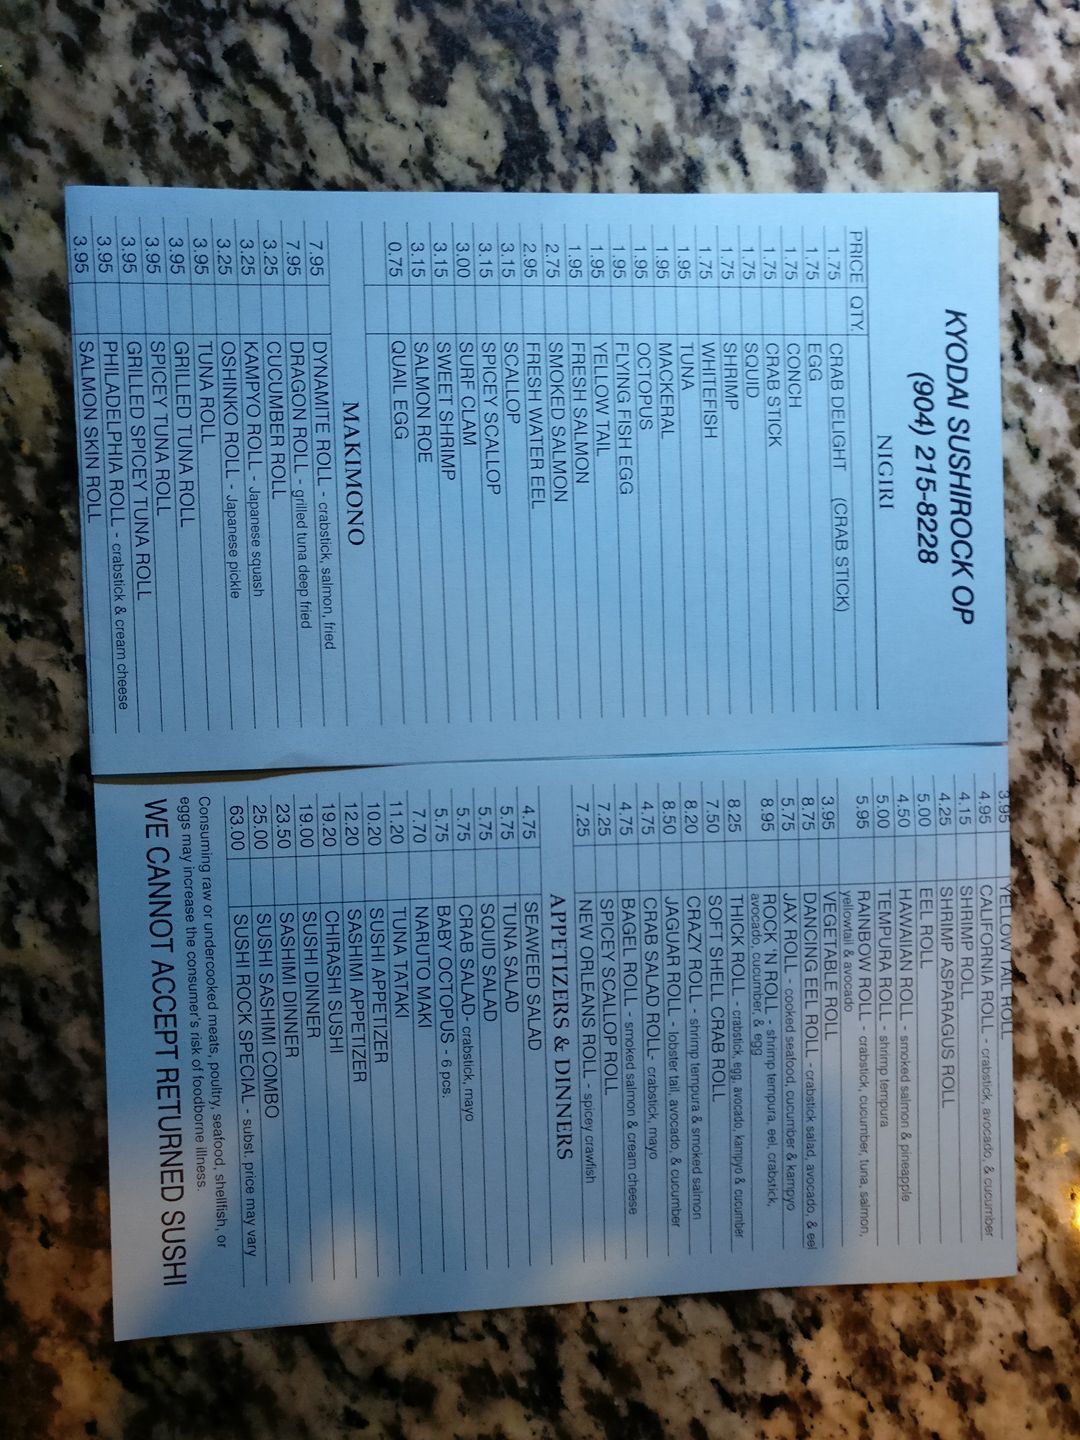 KYODAI SUSHIROCK OP
(904) 215-8228
NIGIRI
PRICE QTY.
1.75 CRAB DELIGHT (CRAB STICK)
1.75 EGG
1.75 CONCH
1.75 CRAB STICK
1.75 SQUID
1.75 SHRIMP
1.75 WHITEFISH
1.95 TUNA
1.95 MACKERAL
1.95 OCTOPUS
1.95 FLYING FISH EGG
1.95 YELLOW TAIL
1.95 FRESH SALMON
2.75 SMOKED SALMON
2.95 FRESH WATER EEL
3.15 SCALLOP
3.15 SPICEY SCALLOP
3.00 SURF CLAM
3.15 SWEET SHRIMP
3.15 SALMON ROE
0.75 QUAIL EGG
MAKIMONO
7.95 DYNAMITE ROLL - crabstick, salmon, fried
7.95 DRAGON ROLL - grilled tuna deep fried
3.25 CUCUMBER ROLL
3.25 KAMPYO ROLL - Japanese squash
3.25 OSHINKO ROLL - Japanese pickle
3.95 TUNA ROLL
3.95 GRILLED TUNA ROLL
3.95 SPICEY TUNA ROLL
3.95 GRILLED SPICEY TUNA ROLL
3.95 PHILADELPHIA ROLL - crabstick & cream cheese
3.95 SALMON SKIN ROLL
3.95 YELLOW TAIL ROLL
4.95 CALIFORNIA ROLL - crabstick, avocado, & cucumber
4.15 SHRIMP ROLL
4.25 SHRIMP ASPARAGUS ROLL
5.00 EEL ROLL
4.50 HAWAIIAN ROLL - smoked salmon & pineapple
5.00 TEMPURA ROLL - shrimp tempura
5.95 RAINBOW ROLL - crabstick, cucumber, tuna, salmon,
yellowtail & avocado
3.95 VEGETABLE ROLL
8.75 DANCING EEL ROLL - crabstick salad, avocado, & eel
5.75 JAX ROLL - cooked seafood, cucumber & kampyo
8.95 ROCK 'N ROLL - shrimp tempura, eel, crabstick,
avocado, cucumber, & egg
8.25 THICK ROLL - crabstick, egg, avocado, kampyo & cucumber
7.50 SOFT SHELL CRAB ROLL
8.20 CRAZY ROLL - shrimp tempura & smoked salmon
8.50 JAGUAR ROLL - lobster tail, avocado, & cucumber
4.75 CRAB SALAD ROLL- crabstick, mayo
4.75 BAGEL ROLL - smoked salmon & cream cheese
7.25 SPICEY SCALLOP ROLL
7.25 NEW ORLEANS ROLL - spicey crawfish
APPETIZERS & DINNERS
4.75 SEAWEED SALAD
5.75 TUNA SALAD
5.75 SQUID SALAD
5.75 CRAB SALAD- crabstick, mayo
5.75 BABY OCTOPUS - 6 pcs.
7.70 NARUTO MAKI
11.20 TUNA TATAKI
10.20 SUSHI APPETIZER
12.20 SASHIMI APPETIZER
19.20 CHIRASHI SUSHI
19.00 SUSHI DINNER
23.50 SASHIMI DINNER
25.00 SUSHI SASHIMI COMBO
63.00 SUSHI ROCK SPECIAL - subst. price may vary
Consuming raw or undercooked meats, poultry, seafood, shellfish, or
eggs may increase the consumer's risk of foodborne illness.
WE CANNOT ACCEPT RETURNED SUSHI